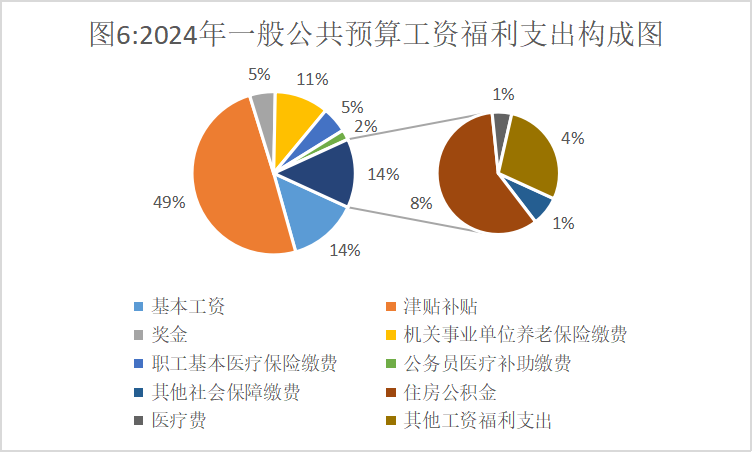 图6:2024年一般公共预算工资福利支出构成图
5%
11%
5%
2%
14%
14%
49%
1%
4%
1%
8%
基本工资
津贴补贴
奖金
机关事业单位养老保险缴费
职工基本医疗保险缴费
公务员医疗补助缴费
其他社会保障缴费
住房公积金
医疗费
其他工资福利支出